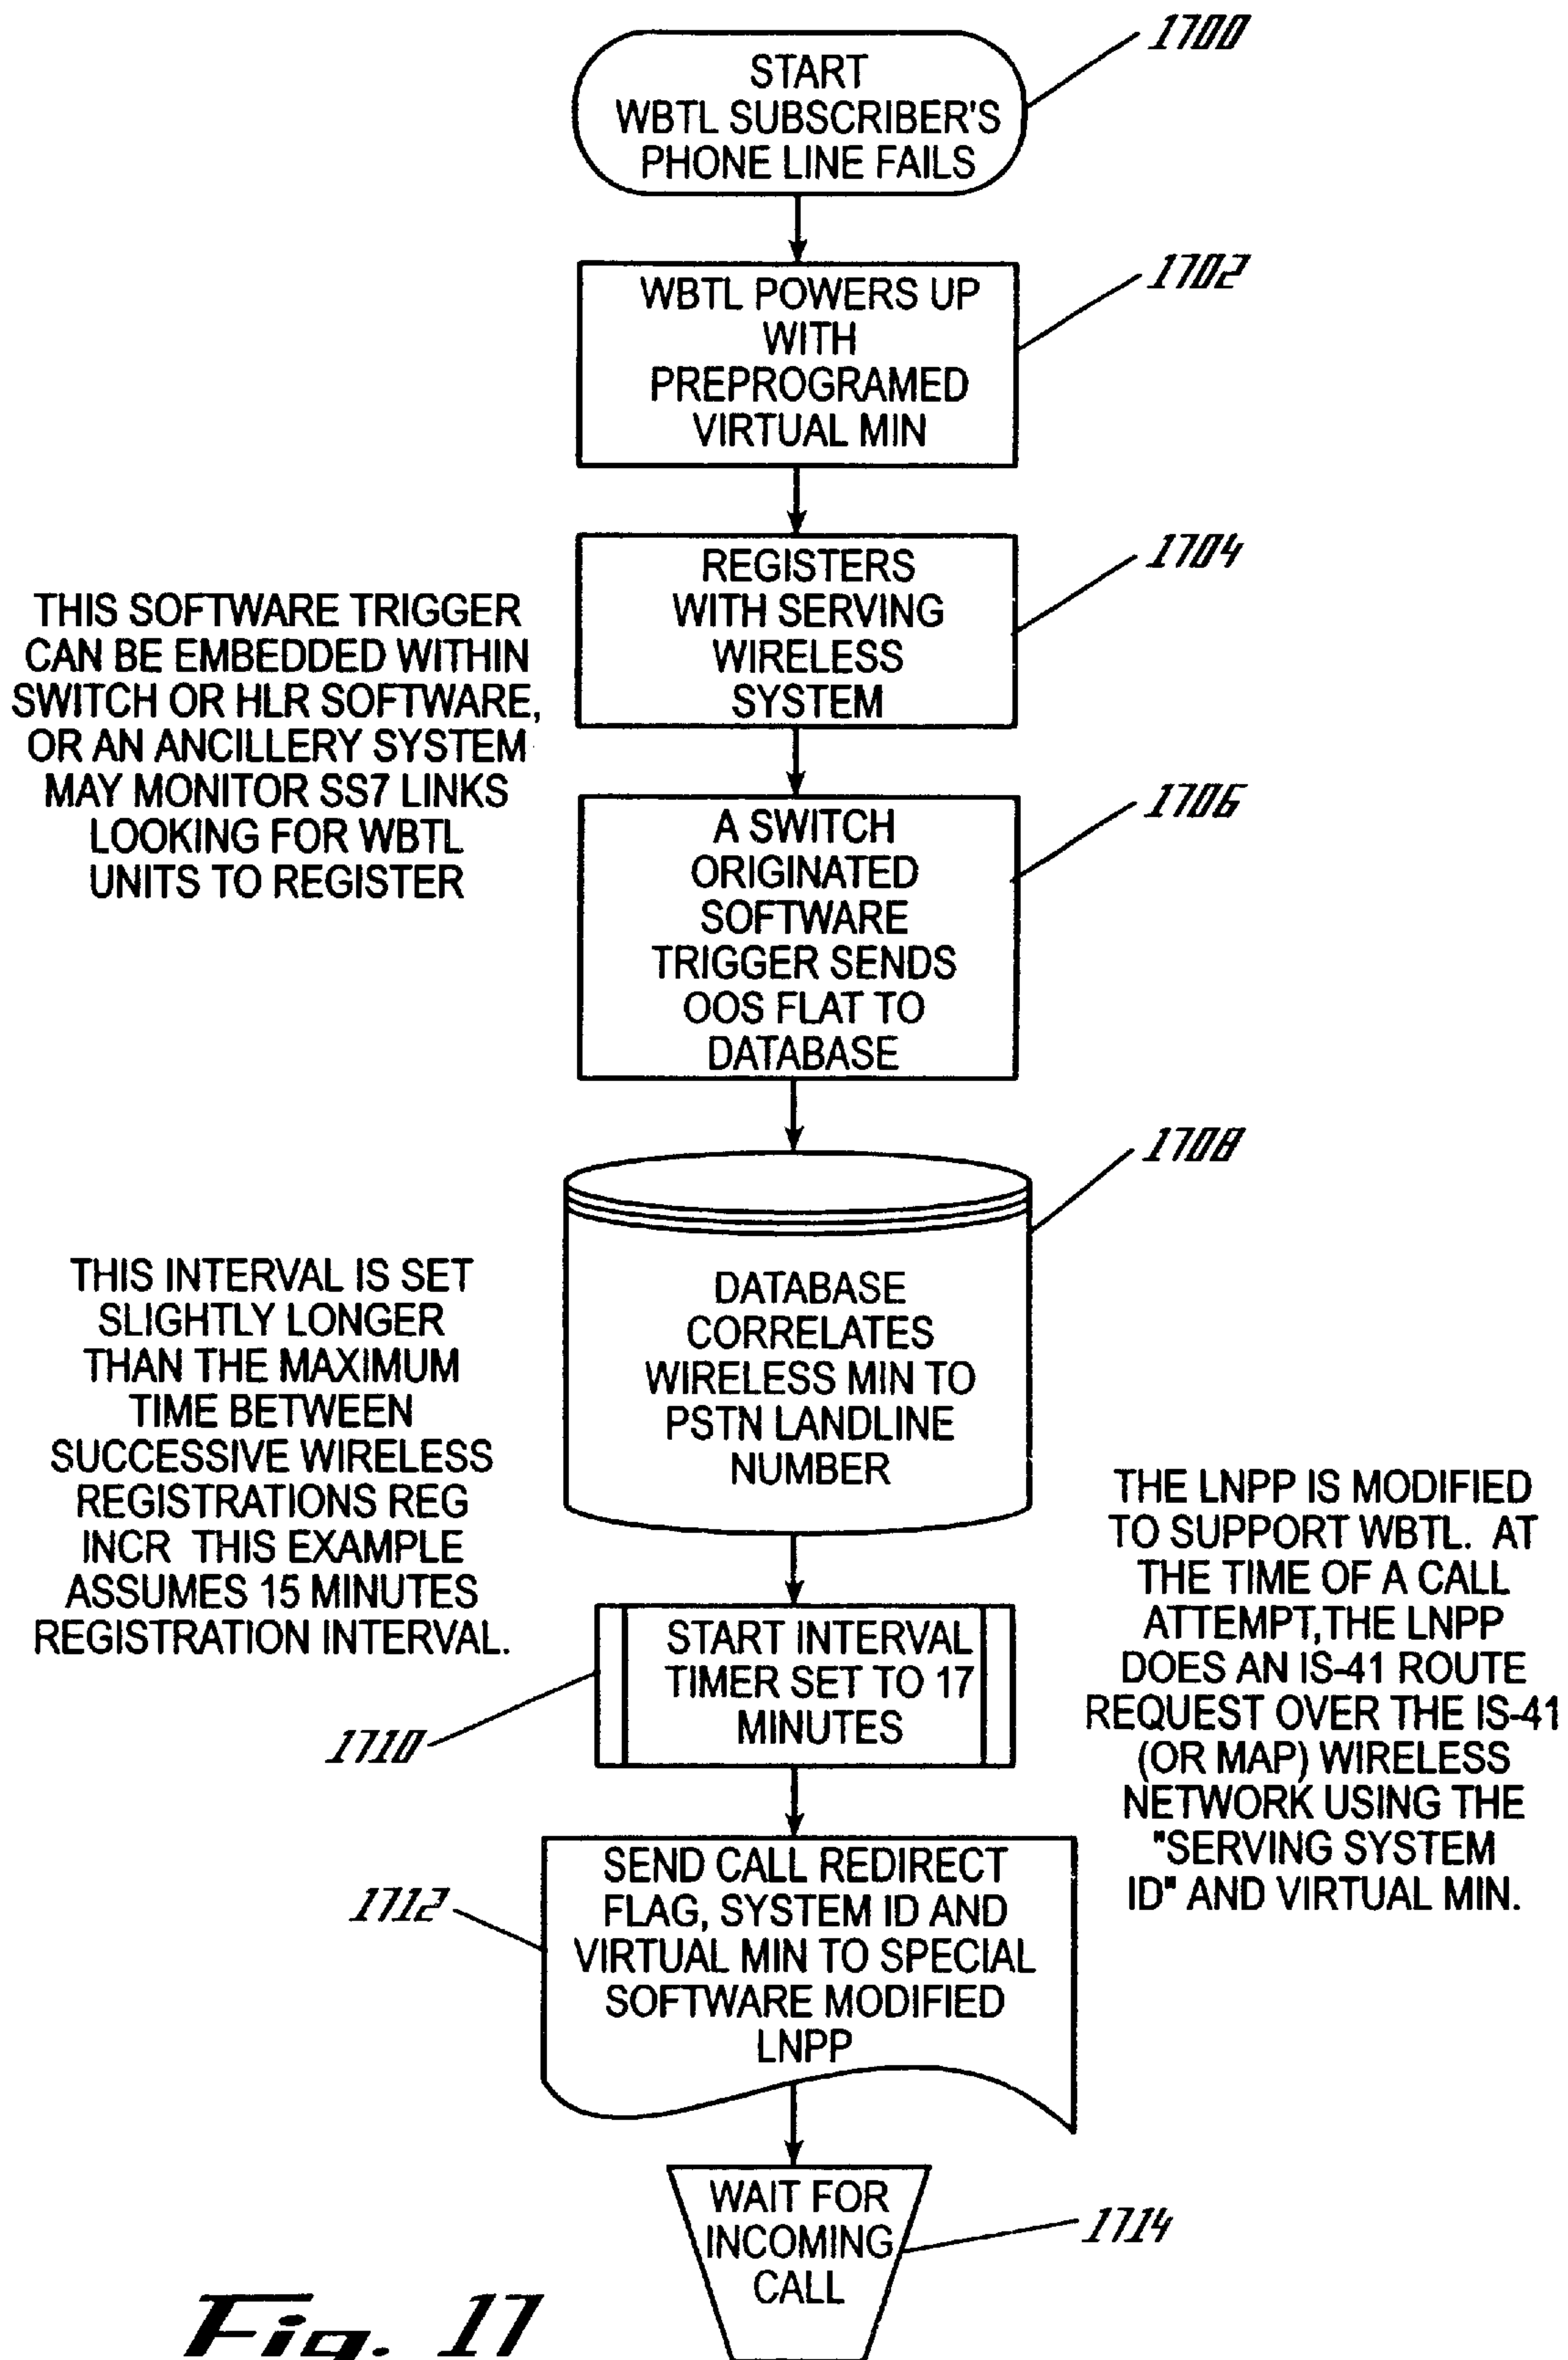 1700
START
WBTL SUBSCRIBER'S
PHONE LINE FAILS
1702
WBTL POWERS UP
WITH
PREPROGRAMED
VIRTUAL MIN
1704
REGISTERS
WITH SERVING
WIRELESS
SYSTEM
THIS SOFTWARE TRIGGER
CAN BE EMBEDDED WITHIN
SWITCH OR HLR SOFTWARE,
OR AN ANCILLERY SYSTEM
MAY MONITOR SS7 LINKS
LOOKING FOR WBTL
UNITS TO REGISTER
1706
A SWITCH
ORIGINATED
SOFTWARE
TRIGGER SENDS
OOS FLAT TO
DATABASE
1708
DATABASE
CORRELATES
WIRELESS MIN TO
PSTN LANDLINE
NUMBER
THIS INTERVAL IS SET
SLIGHTLY LONGER
THAN THE MAXIMUM
TIME BETWEEN
SUCCESSIVE WIRELESS
REGISTRATIONS REG
INCR THIS EXAMPLE
ASSUMES 15 MINUTES
REGISTRATION INTERVAL.
START INTERVAL
TIMER SET TO 17
MINUTES
1710
THE LNPP IS MODIFIED
TO SUPPORT WBTL. AT
THE TIME OF A CALL
ATTEMPT,THE LNPP
DOES AN IS-41 ROUTE
REQUEST OVER THE IS-41
(OR MAP) WIRELESS
NETWORK USING THE
"SERVING SYSTEM
ID" AND VIRTUAL MIN.
1712
SEND CALL REDIRECT
FLAG, SYSTEM ID AND
VIRTUAL MIN TO SPECIAL
SOFTWARE MODIFIED
LNPP
WAIT FOR
INCOMING
CALL
1714
Fig. 17